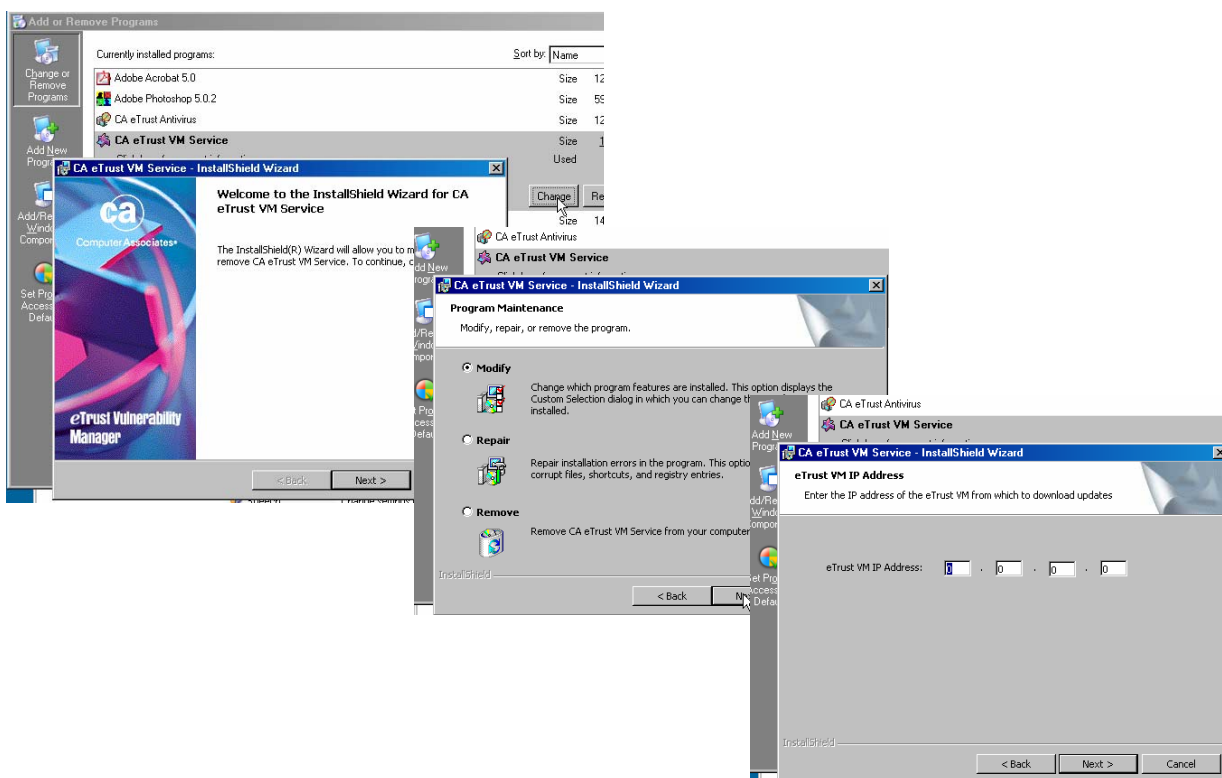 Add or Remove Programs
Change or
Remove
Programs
Currently installed programs:
Sort by: Name
Adobe Acrobat 5.0
Size 12
Adobe Photoshop 5.0.2
Size 59
CA eTrust Antivirus
Size 12
CA eTrust VM Service
Size 1
Used
Add New
Change
Size 14
CA eTrust VM Service - InstallShield Wizard
ca
Computer Associates
Welcome to the InstallShield Wizard for CA
eTrust VM Service
The InstallShield(R) Wizard will allow you to
remove CA eTrust VM Service. To continue,
eTrust Vulnerability
Manager
< Back
Next >
CA eTrust Antivirus
CA eTrust VM Service
CA eTrust VM Service - InstallShield Wizard
Program Maintenance
Modify, repair, or remove the program.
Modify
Change which program features are installed. This option displays the
Custom Selection dialog in which you can change
installed.
Repair
Repair installation errors in the program. This
corrupt files, shortcuts, and registry entries.
Remove
Remove CA eTrust VM Service from your computer
InstallShield
< Back
CA eTrust Antivirus
Add New
CA eTrust VM Service
CA eTrust VM Service - InstallShield Wizard
eTrust VM IP Address
Enter the IP address of the eTrust VM from which to download updates
eTrust VM IP Address: 0 . 0 . 0 . 0
InstallShield
< Back
Next >
Cancel